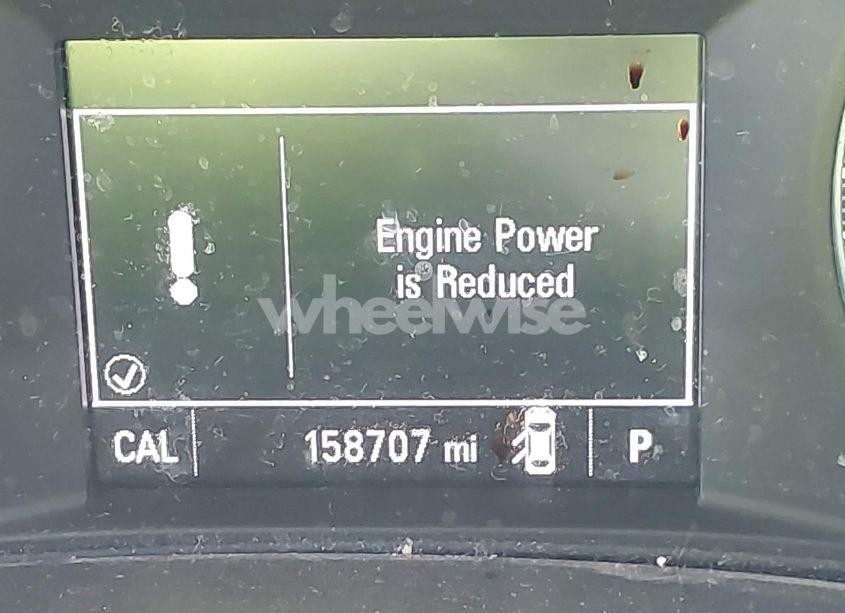 Engine Power
is Reduced
wheelwise
CAL
158707 mi
P